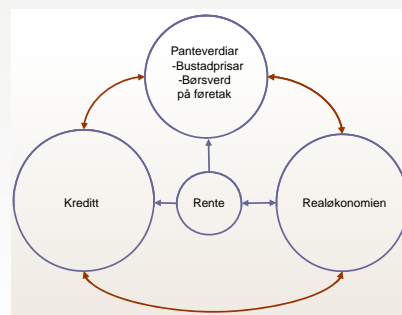 Panteverdiar
-Bustadprisar
-Børsverd
på føretak
Kreditt
Rente
Realøkonomien